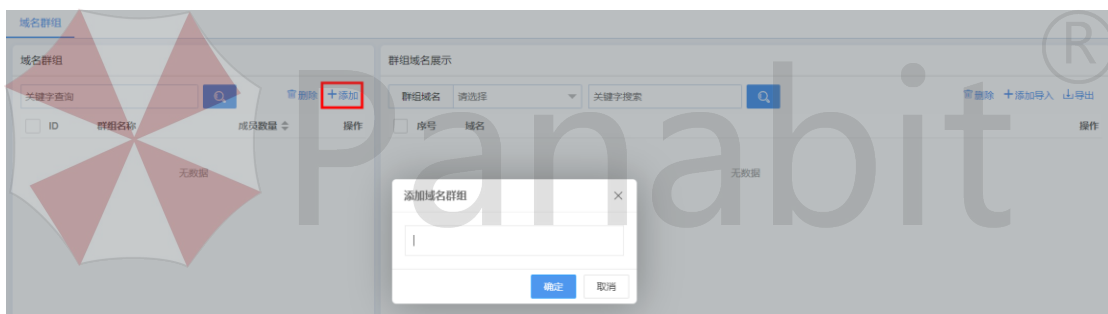 域名群组
域名群组
群组域名展示
关键字查询
删除 +添加
群组域名 请选择 关键字搜索
删除 +添加导入 导出
ID 群组名称 成员数量 操作
序号 域名 操作
无数据
无数据
添加域名群组
确定 取消
Panabit®